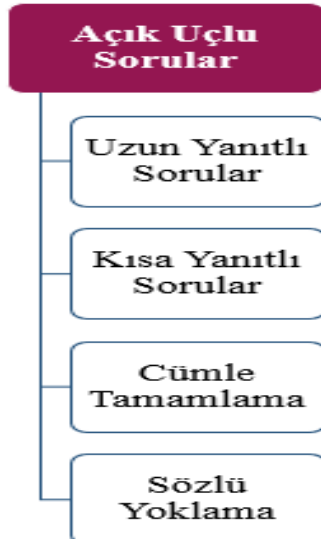 Açık Uçlu
Sorular
Uzun Yanıtlı
Sorular
Kısa Yanıtlı
Sorular
Cümle
Tamamlama
Sözlü
Yoklama